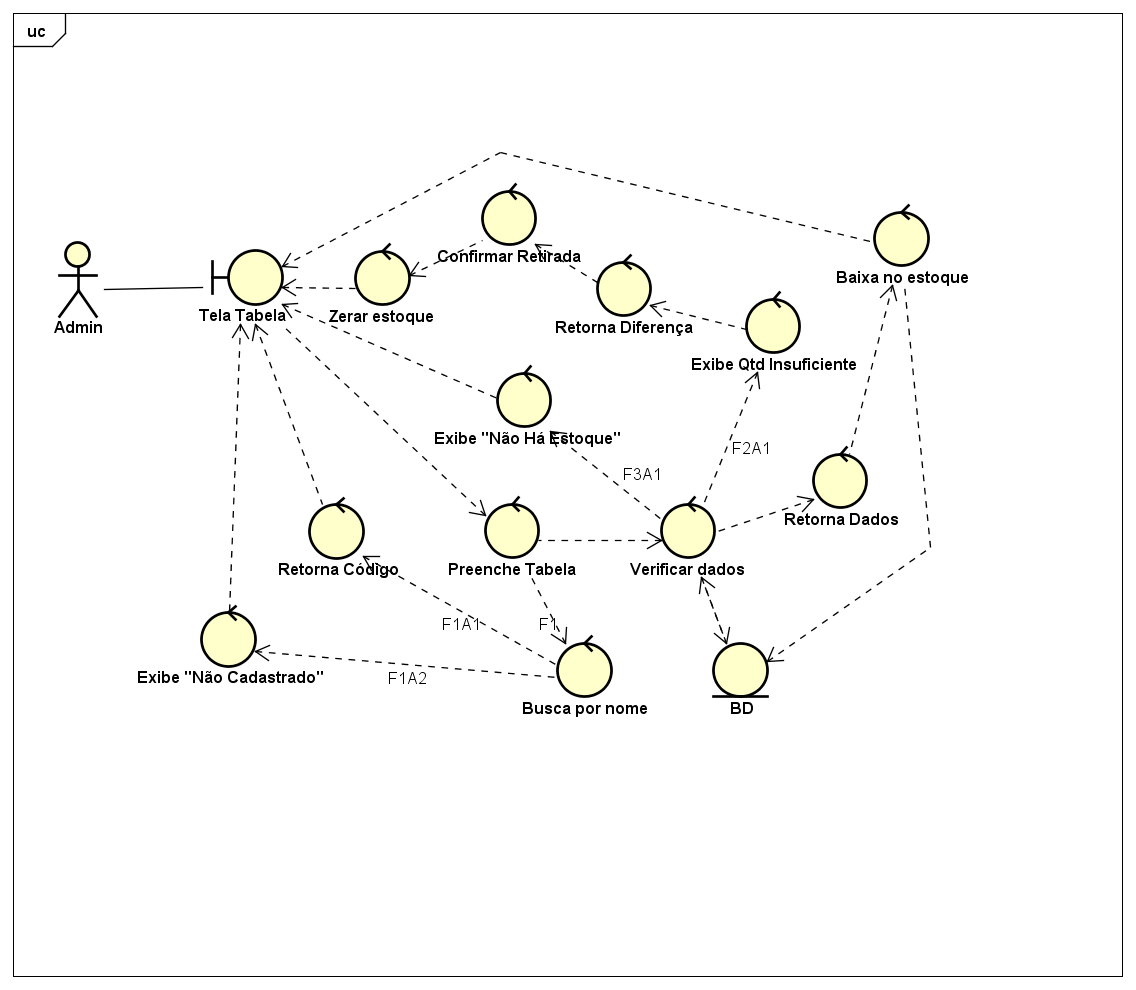 uc
Admin
Tela Tabela
Zerar estoque
Confirmar Retirada
Retorna Diferença
Exibe Qtd Insuficiente
Baixa no estoque
Exibe "Não Há Estoque"
F2A1
F3A1
Retorna Dados
Retorna Código
Preenche Tabela
Verificar dados
F1A1
F1
Exibe "Não Cadastrado"
F1A2
Busca por nome
BD